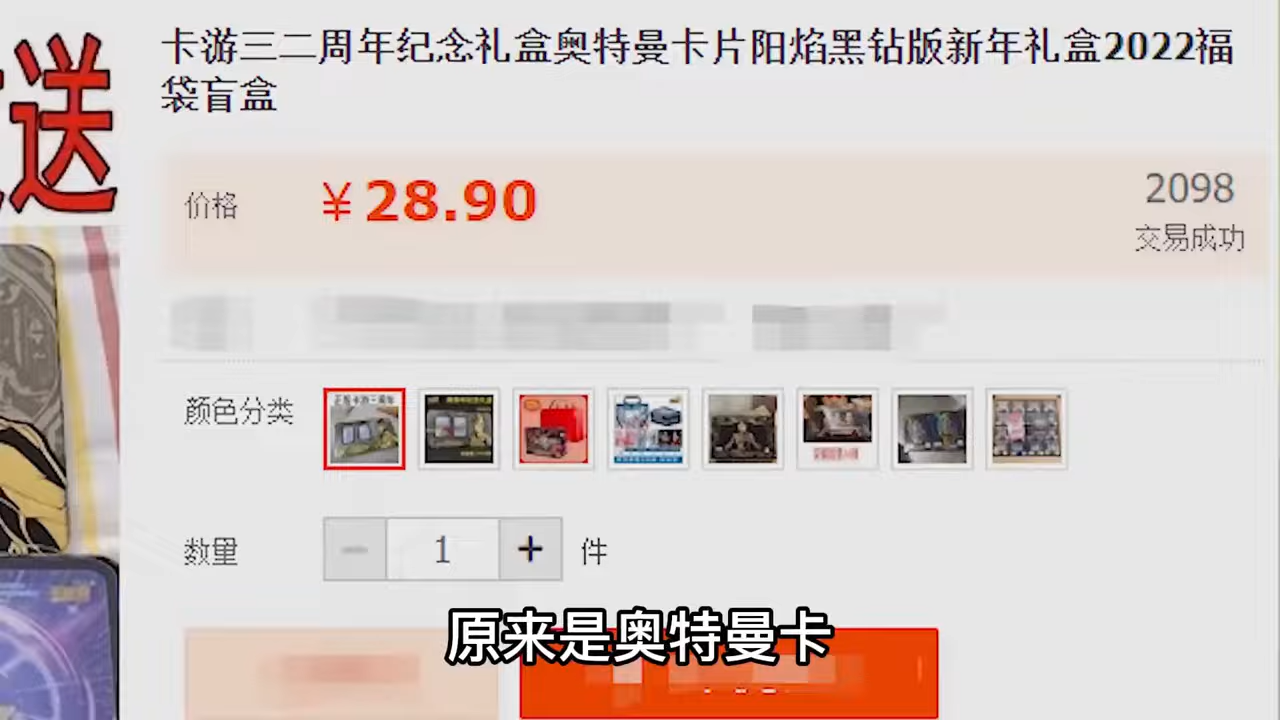 卡游三二周年纪念礼盒奥特曼卡片阳焰黑钻版新年礼盒2022福
袋盲盒
送
价格
¥28.90
2098
交易成功
颜色分类
数量
1
件
原来是奥特曼卡